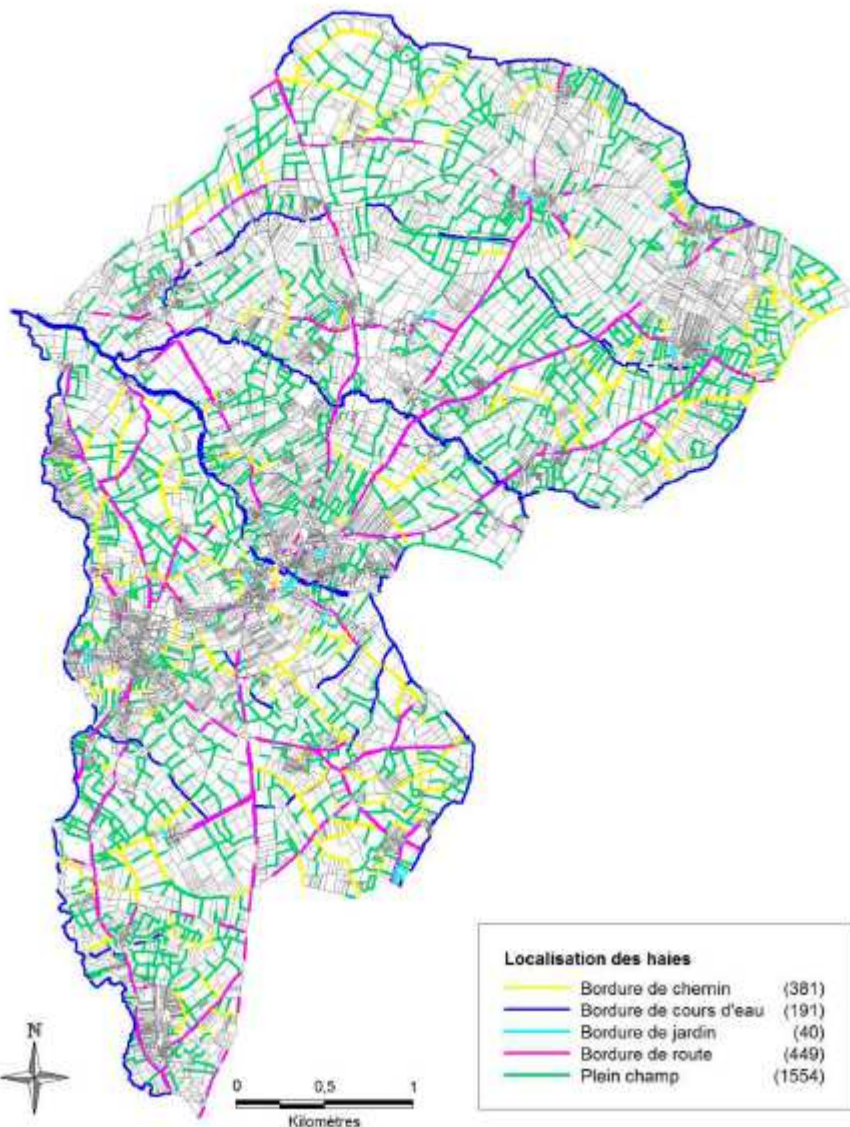 Localisation des haies
Bordure de chemin (381)
Bordure de cours d'eau (191)
Bordure de jardin (40)
Bordure de route (449)
Plein champ (1554)
N
0 0,5 1
Kilomètres